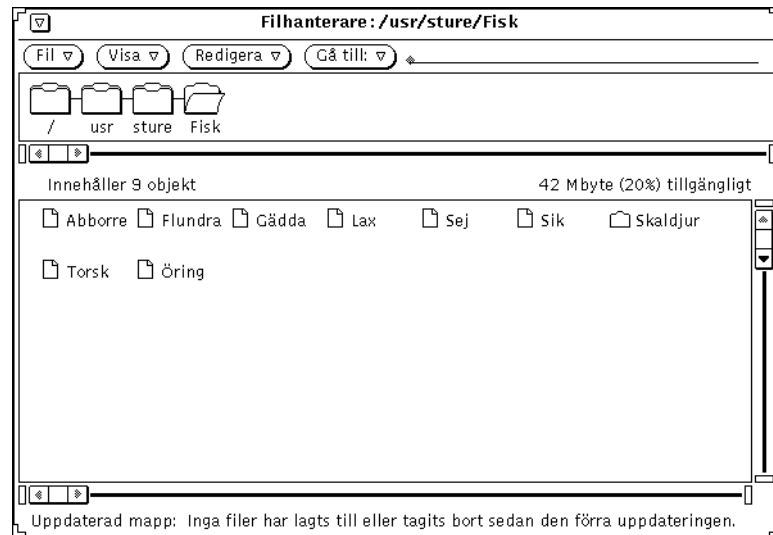 Filhanterare:/usr/sture/Fisk
Fil Visa Redigera Gå till:
/ usr sture Fisk
Innehåller 9 objekt 42 Mbyte (20%) tillgängligt
Abborre Flundra Gädda Lax Sej Sik Skaldjur
Torsk Öring
Uppdaterad mapp: Inga filer har lagts till eller tagits bort sedan den förra uppdateringen.